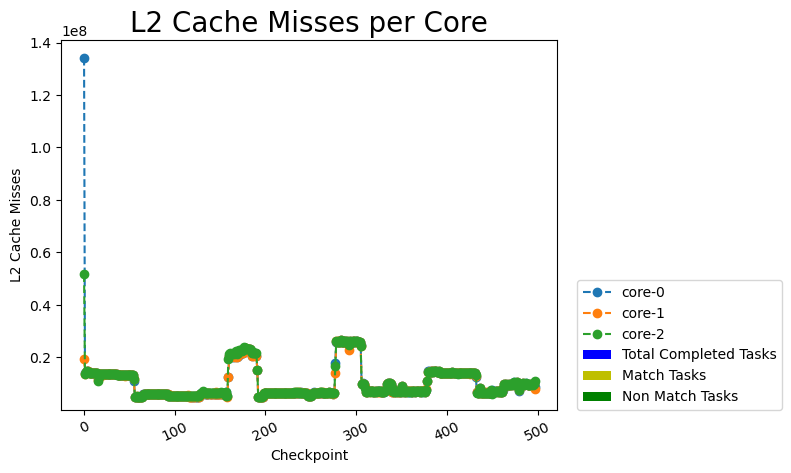 L2 Cache Misses per Core
1e8
1.4
1.2
1.0
0.8
0.6
0.4
0.2
L2 Cache Misses
0
100
200
300
400
500
Checkpoint
core-0
core-1
core-2
Total Completed Tasks
Match Tasks
Non Match Tasks